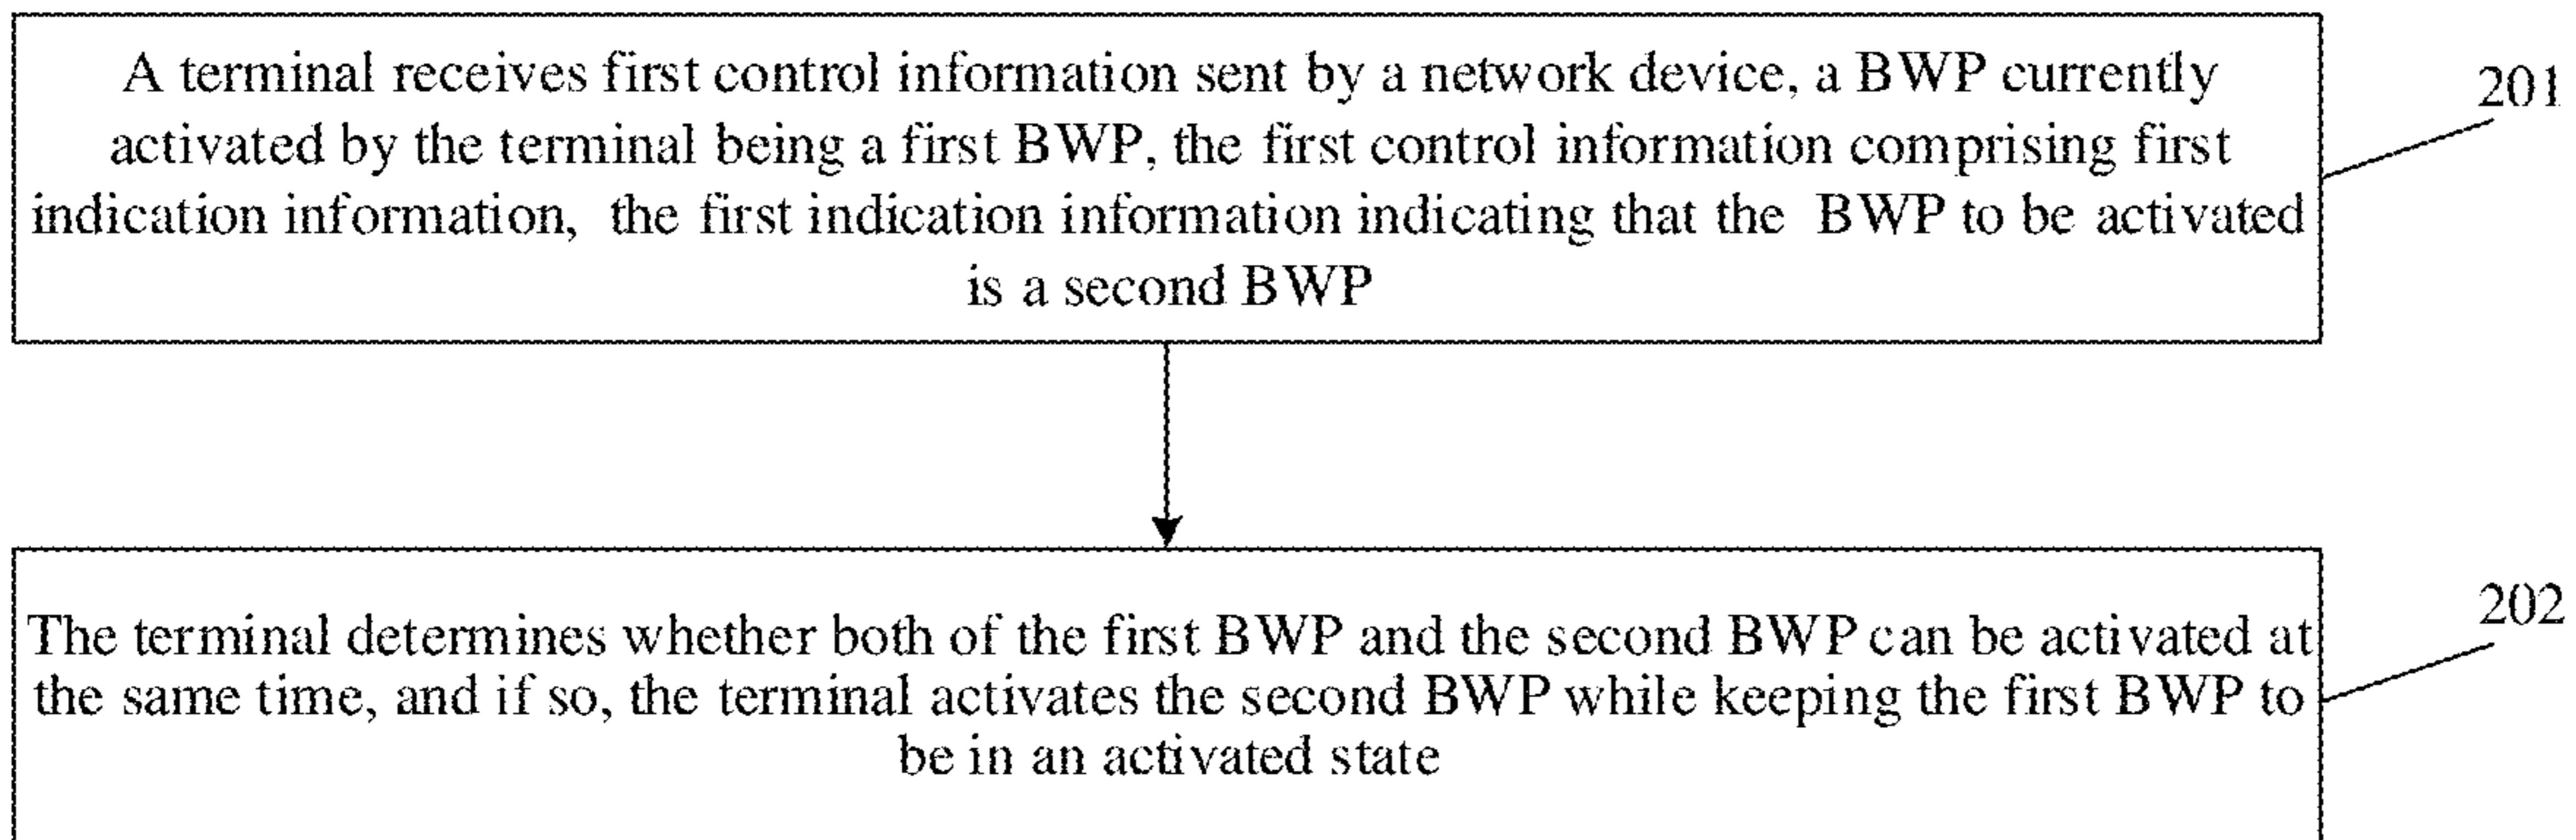 A terminal receives first control information sent by a network device, a BWP currently
activated by the terminal being a first BWP, the first control information comprising first
indication information, the first indication information indicating that the BWP to be activated
is a second BWP
201
The terminal determines whether both of the first BWP and the second BWP can be activated at
the same time, and if so, the terminal activates the second BWP while keeping the first BWP to
be in an activated state
202